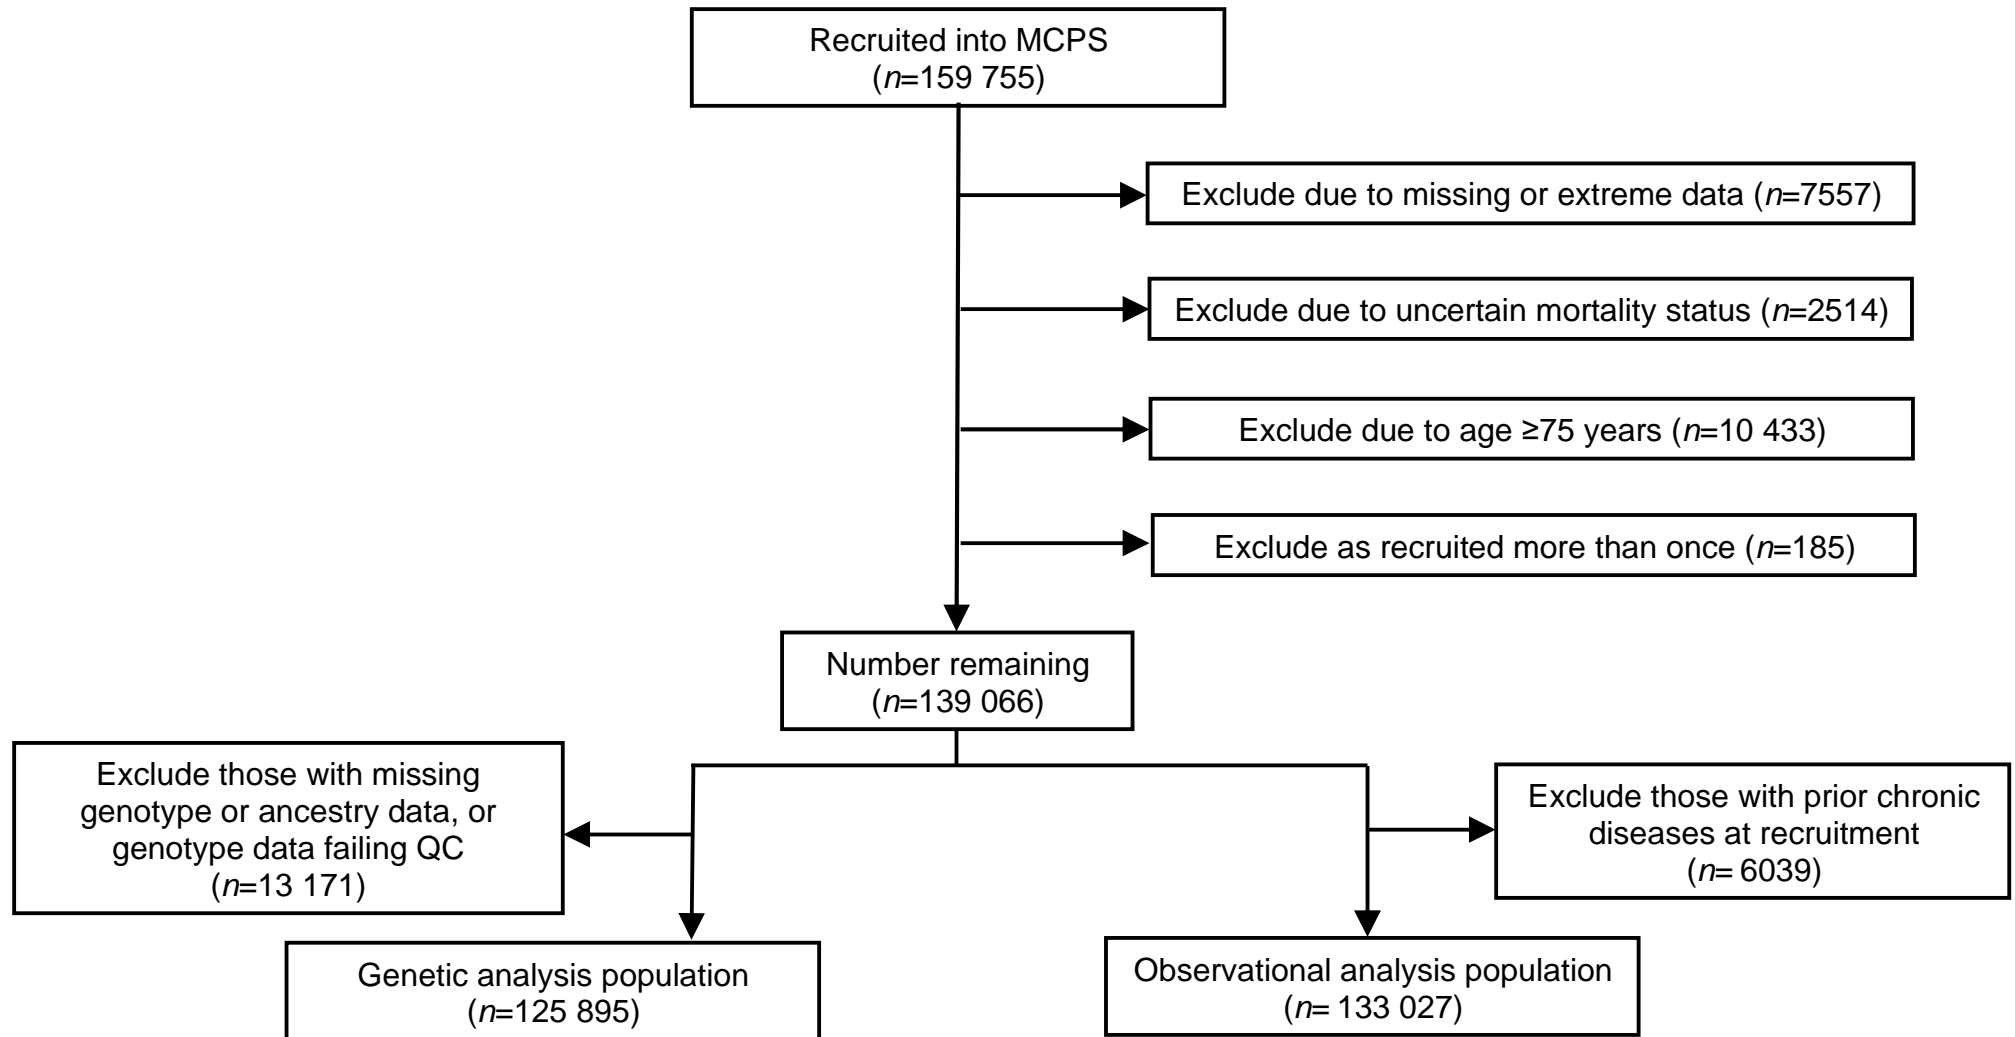 Recruited into MCPS
(n=159 755)
Exclude due to missing or extreme data (n=7557)
Exclude due to uncertain mortality status (n=2514)
Exclude due to age ≥75 years (n=10 433)
Exclude as recruited more than once (n=185)
Number remaining
(n=139 066)
Exclude those with missing
genotype or ancestry data, or
genotype data failing QC
(n=13 171)
Exclude those with prior chronic
diseases at recruitment
(n= 6039)
Genetic analysis population
(n=125 895)
Observational analysis population
(n= 133 027)